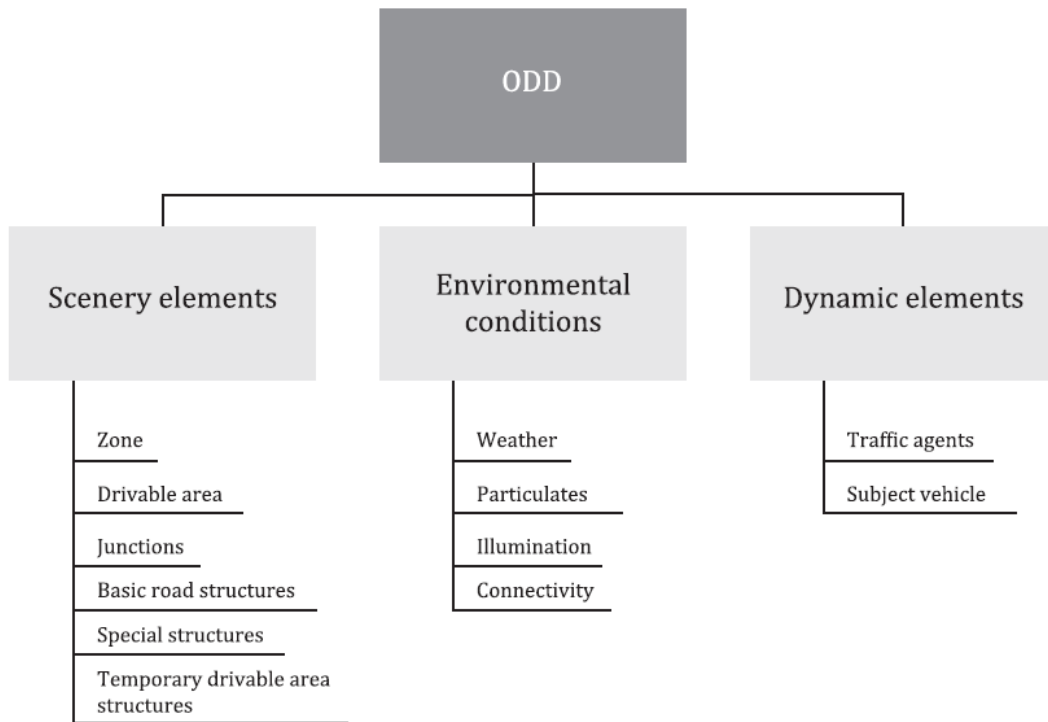 ODD
Scenery elements
Environmental
conditions
Dynamic elements
Zone
Drivable area
Junctions
Basic road structures
Special structures
Temporary drivable area
structures
Weather
Particulates
Illumination
Connectivity
Traffic agents
Subject vehicle